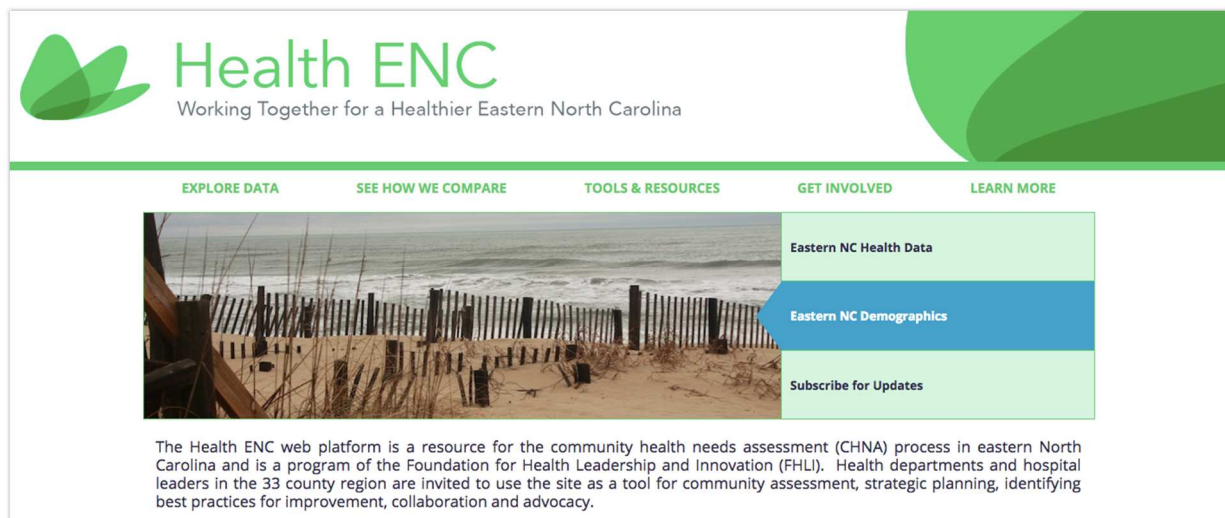 Health ENC
Working Together for a Healthier Eastern North Carolina
EXPLORE DATA SEE HOW WE COMPARE TOOLS & RESOURCES GET INVOLVED LEARN MORE
Eastern NC Health Data
Eastern NC Demographics
Subscribe for Updates
The Health ENC web platform is a resource for the community health needs assessment (CHNA) process in eastern North
Carolina and is a program of the Foundation for Health Leadership and Innovation (FHLI). Health departments and hospital
leaders in the 33 county region are invited to use the site as a tool for community assessment, strategic planning, identifying
best practices for improvement, collaboration and advocacy.